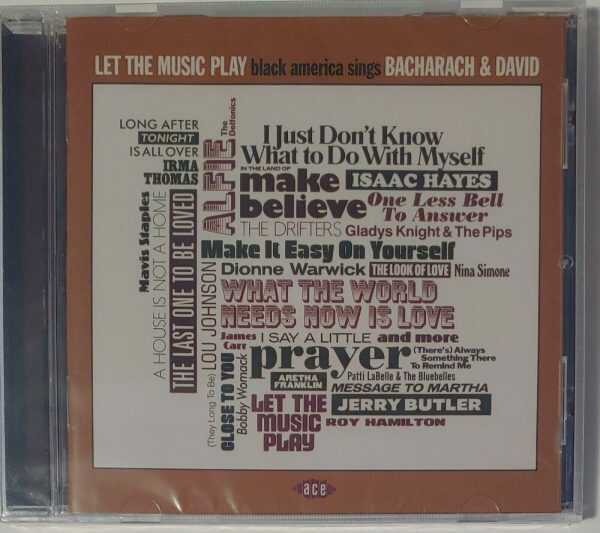 LET THE MUSIC PLAY black america sings BACHARACH & DAVID
LONG AFTER
TONIGHT
IS ALL OVER
IRMA
THOMAS
ALFIE
The Delfonics
I Just Don't Know
What to Do With Myself
IN THE LAND OF
make
believe
THE DRIFTERS
ISAAC HAYES
One Less Bell
To Answer
Gladys Knight & The Pips
Mavis Staples
A HOUSE IS NOT A HOME
THE LAST ONE TO BE LOVED
LOU JOHNSON
Make It Easy On Yourself
Dionne Warwick
THE LOOK OF LOVE
Nina Simone
WHAT THE WORLD
NEEDS NOW IS LOVE
James
Carr
I SAY A LITTLE
prayer
and more
ARETHA
FRANKLIN
(There's) Always
Something There
To Remind Me
Patti LaBelle & The Bluebelles
(They Long To Be)
CLOSE TO YOU
Bobby Womack
MESSAGE TO MARTHA
JERRY BUTLER
LET THE
MUSIC
PLAY
ROY HAMILTON
ace